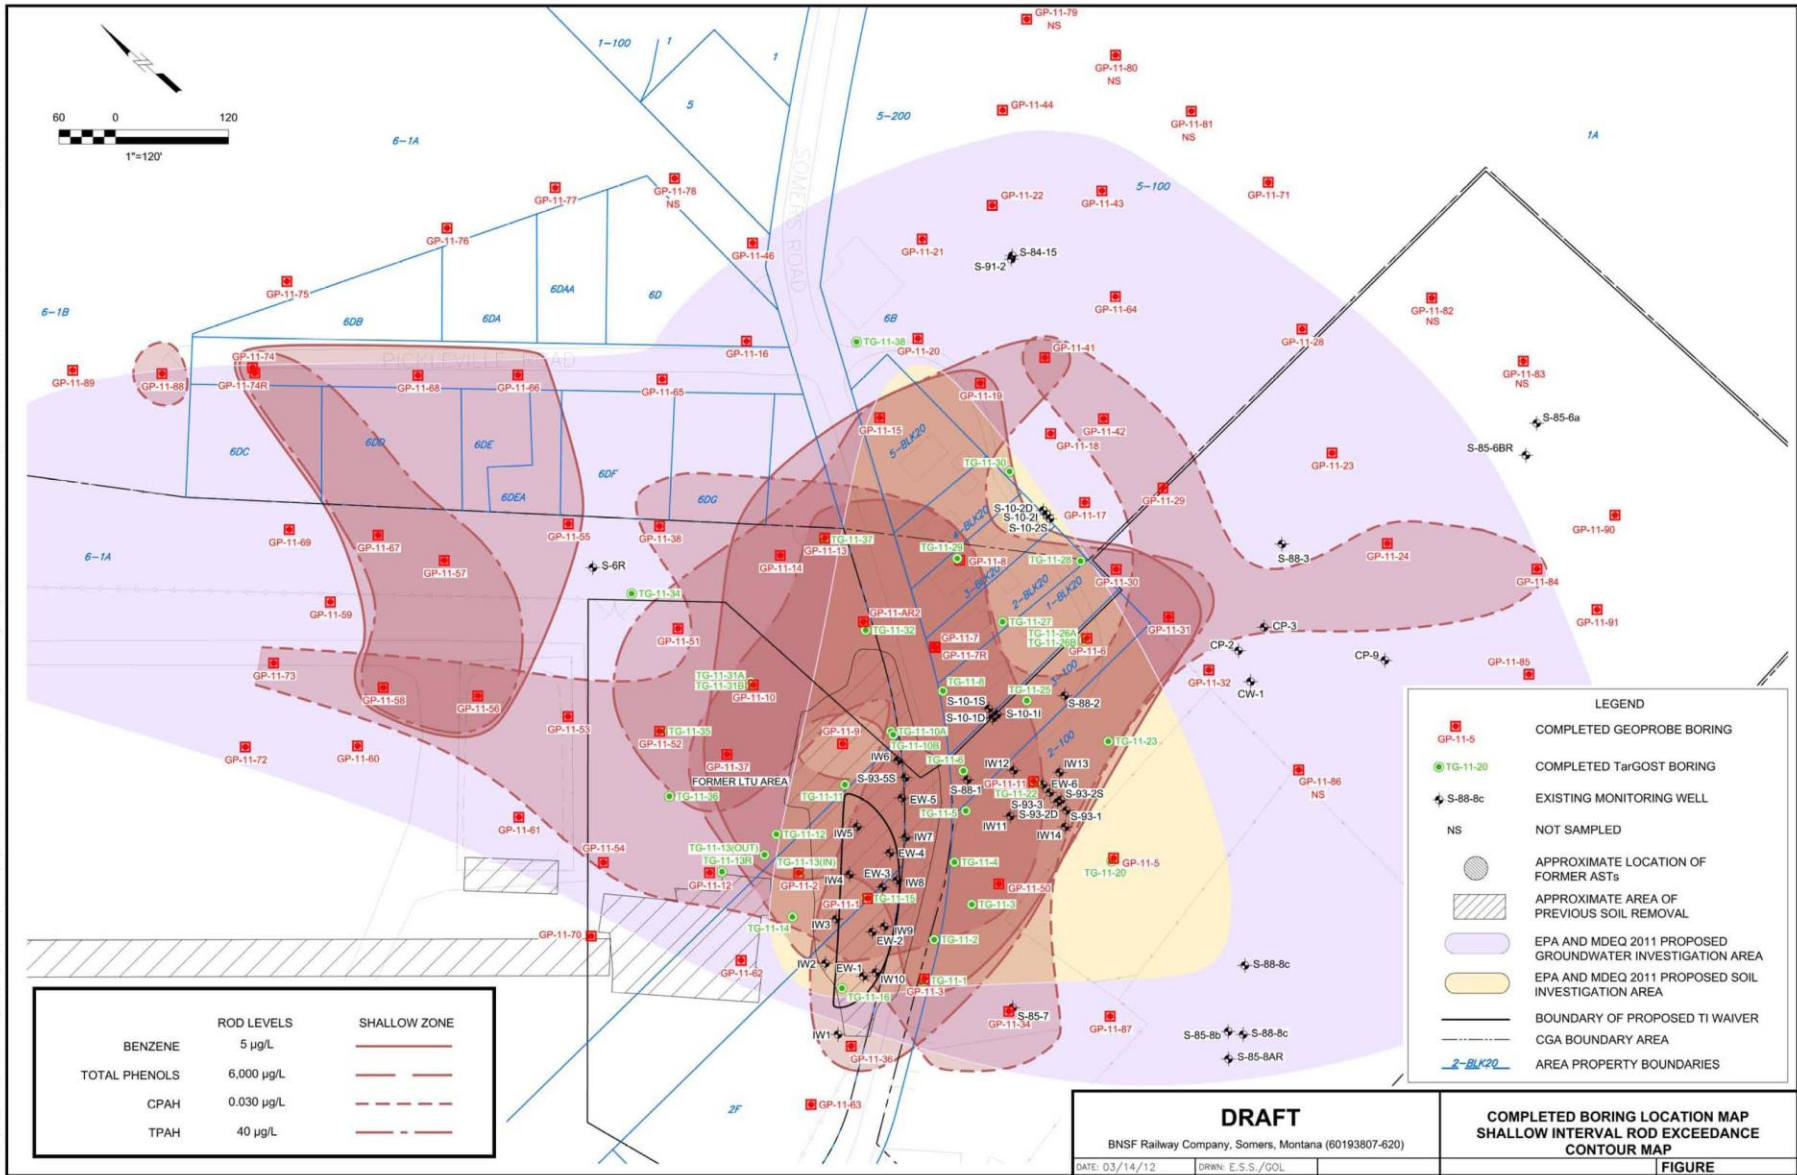 GP-11-79
NS
1-100
1
1
GP-11-80
NS
5
5-200
GP-11-44
GP-11-81
NS
1A
60 0 120
1"=120'
6-1A
SOMERS ROAD
GP-11-78
NS
GP-11-77
GP-11-22
GP-11-43
5-100
GP-11-71
GP-11-76
GP-11-46
GP-11-21
S-84-15
S-91-2
GP-11-75
6DAA
6D
6-1B
6DB
6DA
6B
GP-11-64
GP-11-82
NS
GP-11-28
GP-11-16
TG-11-38
GP-11-20
GP-11-41
GP-11-74
PICKLEVILLE ROAD
GP-11-89
GP-11-88
GP-11-74R
GP-11-68
GP-11-66
GP-11-65
GP-11-19
GP-11-83
NS
GP-11-15
GP-11-42
S-85-6a
GP-11-18
5-BLK20
6DC
6DD
6DE
6DF
S-85-6BR
GP-11-23
TG-11-30
6DEA
6DG
GP-11-29
GP-11-17
S-10-2D
S-10-2I
S-10-2S
GP-11-90
4-BLK20
GP-11-69
GP-11-67
GP-11-55
GP-11-38
TG-11-37
GP-11-13
GP-11-14
TG-11-29
GP-11-8
TG-11-28
GP-11-30
S-88-3
GP-11-24
GP-11-84
6-1A
GP-11-57
S-6R
3-BLK20
2-BLK20
1-BLK20
GP-11-59
TG-11-34
GP-11-51
GP-11-AR2
TG-11-32
TG-11-27
GP-11-31
GP-11-91
CP-3
GP-11-7
GP-11-7R
TG-11-26A
TG-11-26B
GP-11-6
CP-2
CP-9
GP-11-73
GP-11-58
GP-11-56
TG-11-31A
TG-11-31B
GP-11-10
TG-11-8
3-100
GP-11-32
CW-1
GP-11-85
TG-11-25
S-88-2
S-10-1S
S-10-1I
S-10-1D
GP-11-53
TG-11-35
GP-11-52
GP-11-9
TG-11-10A
TG-11-10B
2-100
TG-11-23
GP-11-72
GP-11-60
GP-11-37
FORMER LTU AREA
IW6
TG-11-6
IW12
IW13
GP-11-86
NS
S-93-5S
S-88-1
GP-11-11
TG-11-22
EW-6
S-93-2S
S-93-3
S-93-2D
S-93-1
TG-11-36
TG-11-11
EW-5
TG-11-5
IW11
IW14
GP-11-61
TG-11-12
IW5
IW7
GP-11-54
TG-11-13(OUT)
TG-11-13R
TG-11-13(IN)
EW-4
TG-11-4
GP-11-5
TG-11-20
GP-11-12
GP-11-2
IW4
EW-3
IW8
GP-11-50
GP-11-1
TG-11-15
TG-11-3
TG-11-14
IW3
IW9
EW-2
GP-11-70
TG-11-2
GP-11-62
IW2
EW-1
IW10
TG-11-1
GP-11-3
S-88-8c
TG-11-16
S-85-7
GP-11-34
GP-11-87
IW1
GP-11-36
S-85-8b
S-88-8c
S-85-8AR
GP-11-63
2F
LEGEND
GP-11-5 COMPLETED GEOPROBE BORING
TG-11-20 COMPLETED TarGOST BORING
S-88-8c EXISTING MONITORING WELL
NS NOT SAMPLED
APPROXIMATE LOCATION OF
FORMER ASTs
APPROXIMATE AREA OF
PREVIOUS SOIL REMOVAL
EPA AND MDEQ 2011 PROPOSED
GROUNDWATER INVESTIGATION AREA
EPA AND MDEQ 2011 PROPOSED SOIL
INVESTIGATION AREA
BOUNDARY OF PROPOSED TI WAIVER
CGA BOUNDARY AREA
2-BLK20 AREA PROPERTY BOUNDARIES
ROD LEVELS SHALLOW ZONE
BENZENE 5 µg/L
TOTAL PHENOLS 6,000 µg/L
CPAH 0.030 µg/L
TPAH 40 µg/L
DRAFT
BNSF Railway Company, Somers, Montana (60193807-620)
DATE: 03/14/12 DRWN: E.S.S./GOL
COMPLETED BORING LOCATION MAP
SHALLOW INTERVAL ROD EXCEEDANCE
CONTOUR MAP
FIGURE